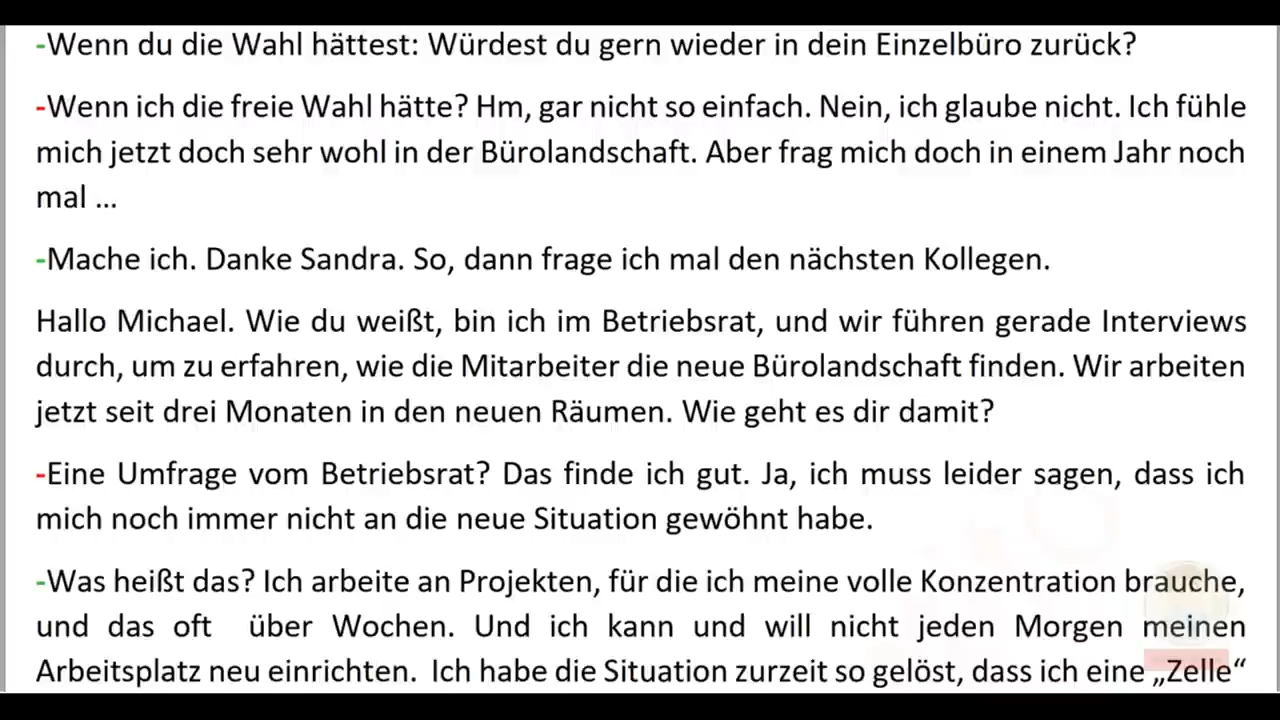 -Wenn du die Wahl hättest: Würdest du gern wieder in dein Einzelbüro zurück?
-Wenn ich die freie Wahl hätte? Hm, gar nicht so einfach. Nein, ich glaube nicht. Ich fühle
mich jetzt doch sehr wohl in der Bürolandschaft. Aber frag mich doch in einem Jahr noch
mal ...
-Mache ich. Danke Sandra. So, dann frage ich mal den nächsten Kollegen.
Hallo Michael. Wie du weißt, bin ich im Betriebsrat, und wir führen gerade Interviews
durch, um zu erfahren, wie die Mitarbeiter die neue Bürolandschaft finden. Wir arbeiten
jetzt seit drei Monaten in den neuen Räumen. Wie geht es dir damit?
-Eine Umfrage vom Betriebsrat? Das finde ich gut. Ja, ich muss leider sagen, dass ich
mich noch immer nicht an die neue Situation gewöhnt habe.
-Was heißt das? Ich arbeite an Projekten, für die ich meine volle Konzentration brauche,
und das oft über Wochen. Und ich kann und will nicht jeden Morgen meinen
Arbeitsplatz neu einrichten. Ich habe die Situation zurzeit so gelöst, dass ich eine „Zelle“